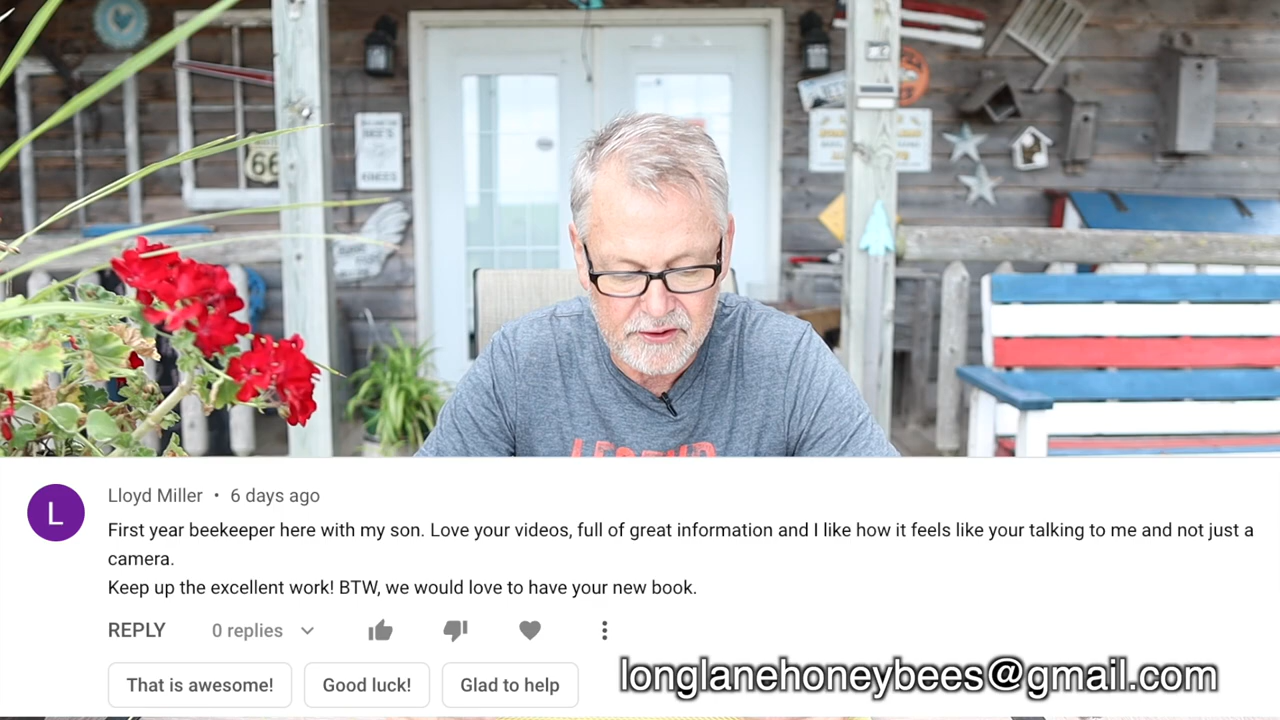 66
BEE'S
KNEES
LEGEND
L
Lloyd Miller • 6 days ago
First year beekeeper here with my son. Love your videos, full of great information and I like how it feels like your talking to me and not just a
camera.
Keep up the excellent work! BTW, we would love to have your new book.
REPLY 0 replies
That is awesome! Good luck! Glad to help
longlanehoneybees@gmail.com